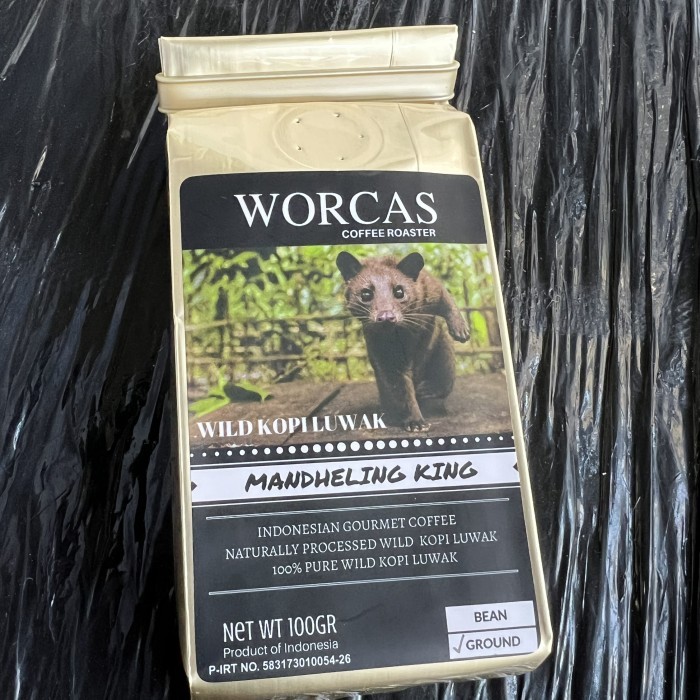 WORCAS
COFFEE ROASTER
WILD KOPI LUWAK
MANDHELING KING
INDONESIAN GOURMET COFFEE
NATURALLY PROCESSED WILD KOPI LUWAK
100% PURE WILD KOPI LUWAK
NET WT 100GR
Product of Indonesia
P-IRT NO. 583173010054-26
BEAN
√GROUND